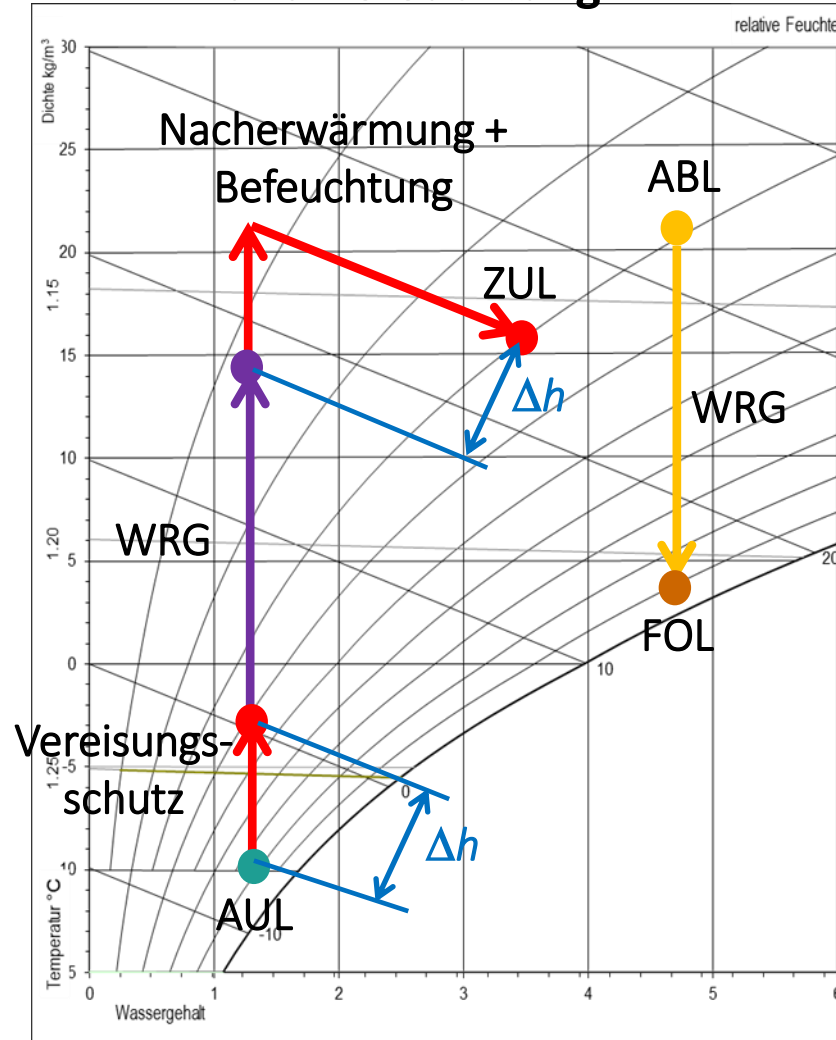 relative Feuchte
Dichte kg/m³
30
Nacherwärmung +
25
ABL
Befeuchtung
20
ZUL
1.15
15
Δh
WRG
10
WRG
1.20
5
20
FOL
0
10
Vereisungs-
1.25
-5
schutz
0
Δh
10
AUL
-10
Temperatur °C
5
0
1
2
3
4
5
6
Wassergehalt